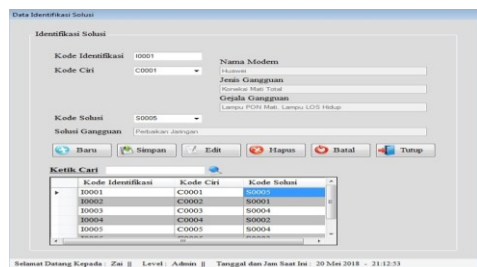 Data Identifikasi Solusi
Identifikasi Solusi
Kode Identifikasi I0001
Nama Modem
Kode Ciri C0001
Huawei
Jenis Gangguan
Koneksi Mati Total
Gejala Gangguan
Lampu PON Mati, Lampu LOS Hidup
Kode Solusi S0005
Solusi Gangguan Perbaikan Jaringan
Baru Simpan Edit Hapus Batal Tutup
Ketik Cari
Kode Identifikasi Kode Ciri Kode Solusi
I0001 C0001 S0005
I0002 C0002 S0001
I0003 C0003 S0004
I0004 C0004 S0002
I0005 C0005 S0004
Selamat Datang Kepada : Zai || Level : Admin || Tanggal dan Jam Saat Ini : 20 Mei 2018 - 21:12:53